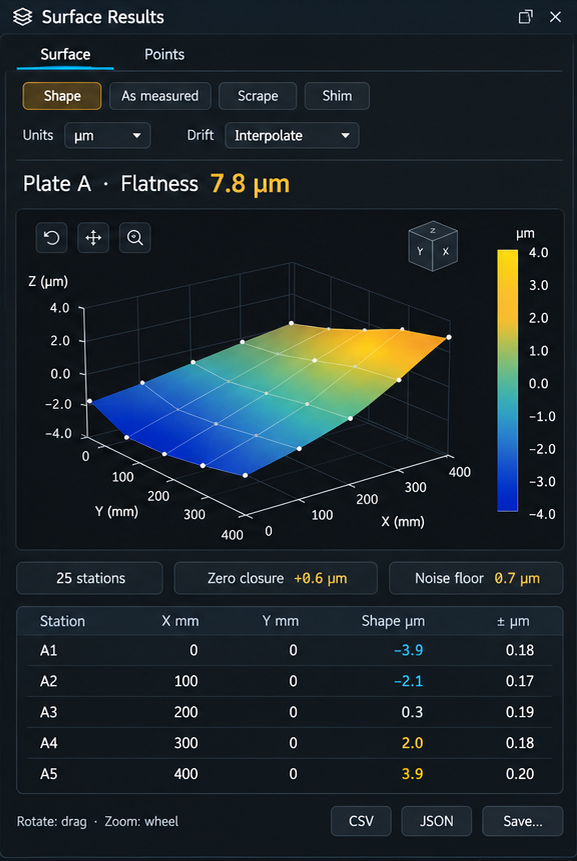 Surface Results
Surface Points
Shape As measured Scrape Shim
Units μm Drift Interpolate
Plate A · Flatness 7.8 μm
Z
Y X
μm
Z (μm)
4.0
2.0
0.0
−2.0
−4.0
0
100
200
300
400
Y (mm)
0
100
200
300
400
X (mm)
4.0
3.0
2.0
1.0
0.0
−1.0
−2.0
−3.0
−4.0
25 stations Zero closure +0.6 μm Noise floor 0.7 μm
Station X mm Y mm Shape μm ± μm
A1 0 0 −3.9 0.18
A2 100 0 −2.1 0.17
A3 200 0 0.3 0.19
A4 300 0 2.0 0.18
A5 400 0 3.9 0.20
Rotate: drag · Zoom: wheel CSV JSON Save...